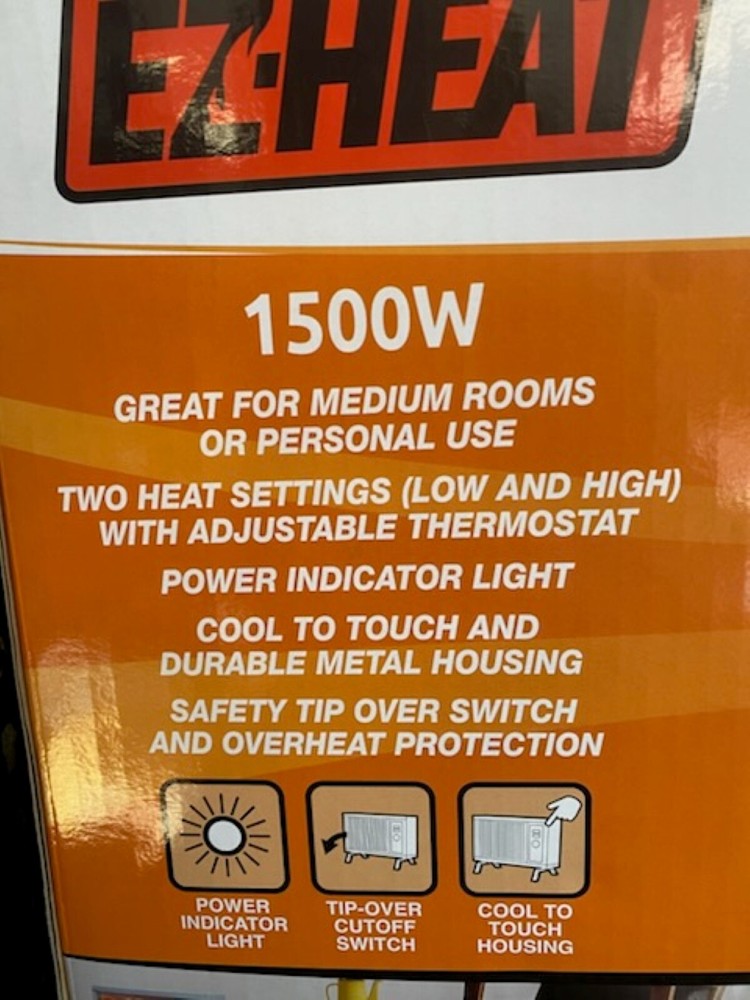 EZ-HEAT
1500W
GREAT FOR MEDIUM ROOMS
OR PERSONAL USE
TWO HEAT SETTINGS (LOW AND HIGH)
WITH ADJUSTABLE THERMOSTAT
POWER INDICATOR LIGHT
COOL TO TOUCH AND
DURABLE METAL HOUSING
SAFETY TIP OVER SWITCH
AND OVERHEAT PROTECTION
POWER
INDICATOR
LIGHT
TIP-OVER
CUTOFF
SWITCH
COOL TO
TOUCH
HOUSING